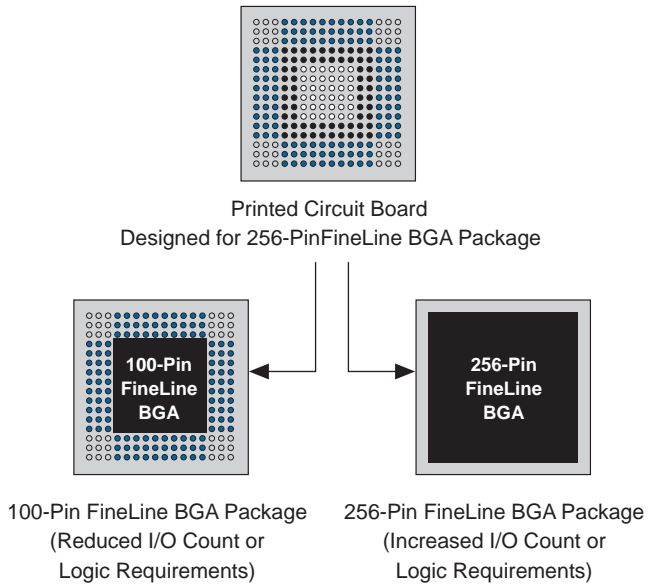 Printed Circuit Board
Designed for 256-PinFineLine BGA Package
100-Pin
FineLine
BGA
256-Pin
FineLine
BGA
100-Pin FineLine BGA Package
(Reduced I/O Count or
Logic Requirements)
256-Pin FineLine BGA Package
(Increased I/O Count or
Logic Requirements)